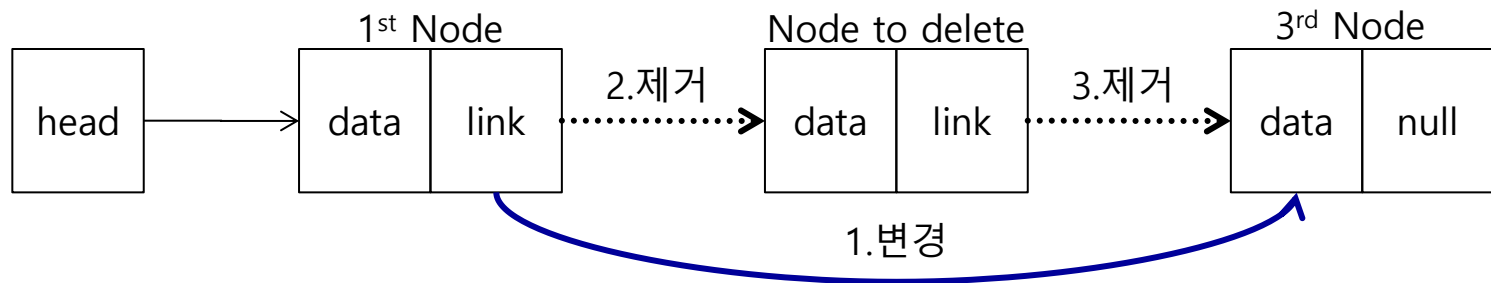 1st Node
Node to delete
3rd Node
head
data
link
2.제거
data
link
3.제거
data
null
1.변경